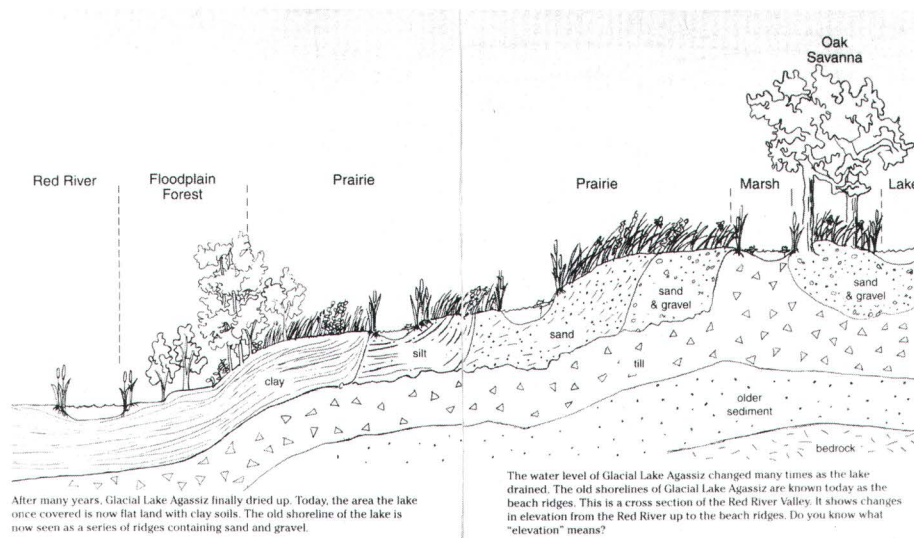 Oak
Savanna
Red River
Floodplain
Forest
Prairie
Prairie
Marsh
Lake
sand
& gravel
sand
& gravel
sand
silt
clay
till
older
sediment
bedrock
After many years, Glacial Lake Agassiz finally dried up. Today, the area the lake
once covered is now flat land with clay soils. The old shoreline of the lake is
now seen as a series of ridges containing sand and gravel.
The water level of Glacial Lake Agassiz changed many times as the lake
drained. The old shorelines of Glacial Lake Agassiz are known today as the
beach ridges. This is a cross section of the Red River Valley. It shows changes
in elevation from the Red River up to the beach ridges. Do you know what
"elevation" means?